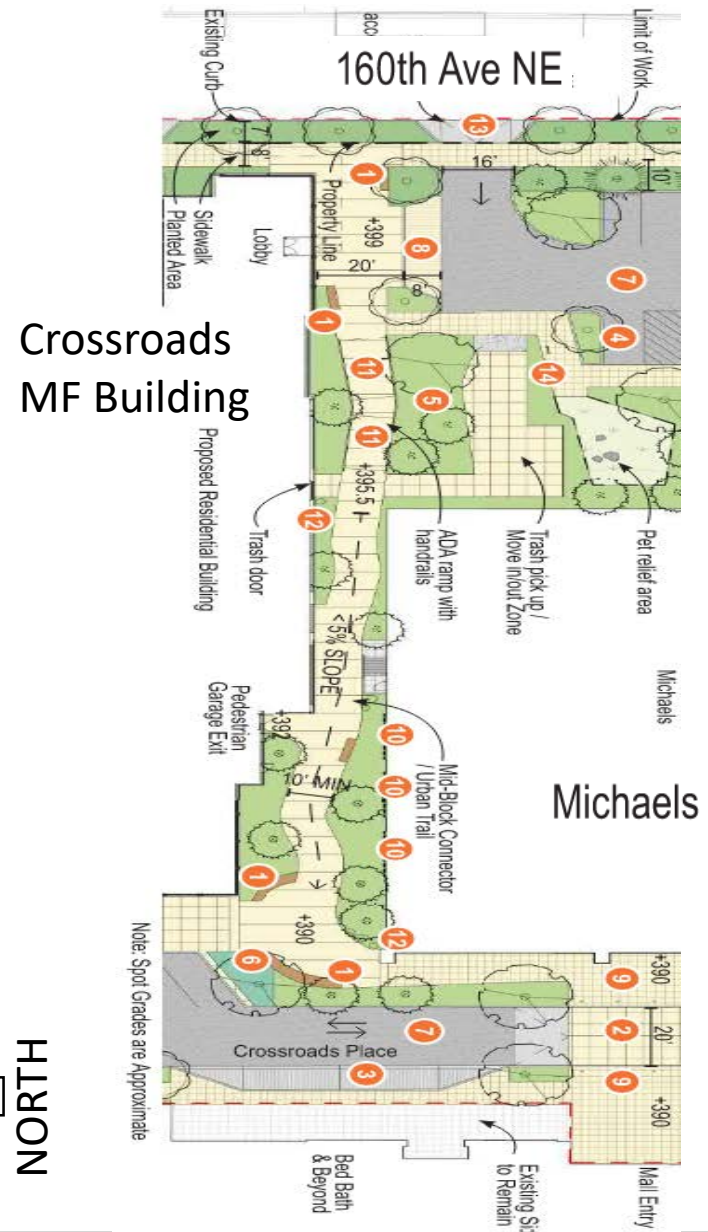 160th Ave NE
acc
Existing Curb
Limit of Work
13
7'
8'
16'
10'
1
Property Line
Sidewalk
Planted Area
Lobby
+399
20'
8
8'
7
1
4
Crossroads
MF Building
11
5
14
11
+395.5
Proposed Residential Building
Trash door
12
ADA ramp with
handrails
Trash pick up /
Move in/out Zone
Pet relief area
<5% SLOPE
Michaels
Pedestrian
Garage Exit
+392
10
10
10
10' MIN
Mid-Block Connector
/ Urban Trail
Michaels
1
+390
12
6
1
9
+390
7
2
20'
Crossroads Place
3
9
+390
Note: Spot Grades are Approximate
NORTH
Bed Bath
& Beyond
Existing
to Remain
Mall Entry